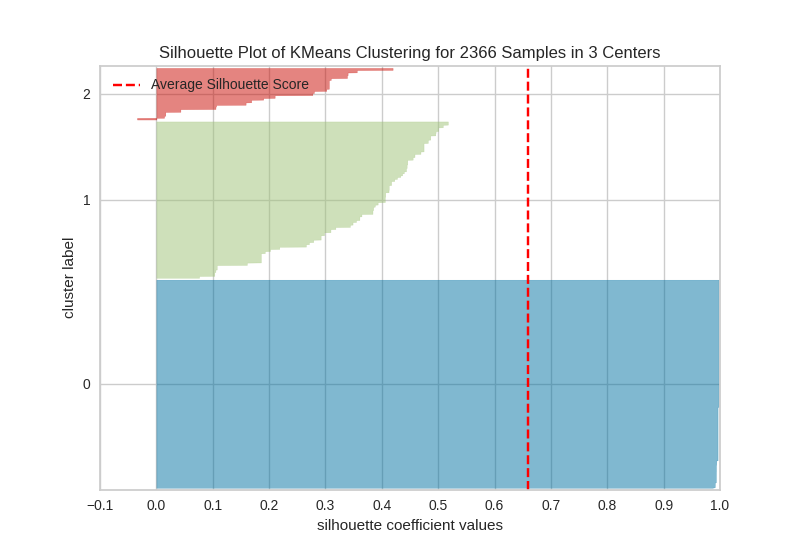 Silhouette Plot of KMeans Clustering for 2366 Samples in 3 Centers
Average Silhouette Score
2
1
0
cluster label
−0.1 0.0 0.1 0.2 0.3 0.4 0.5 0.6 0.7 0.8 0.9 1.0
silhouette coefficient values